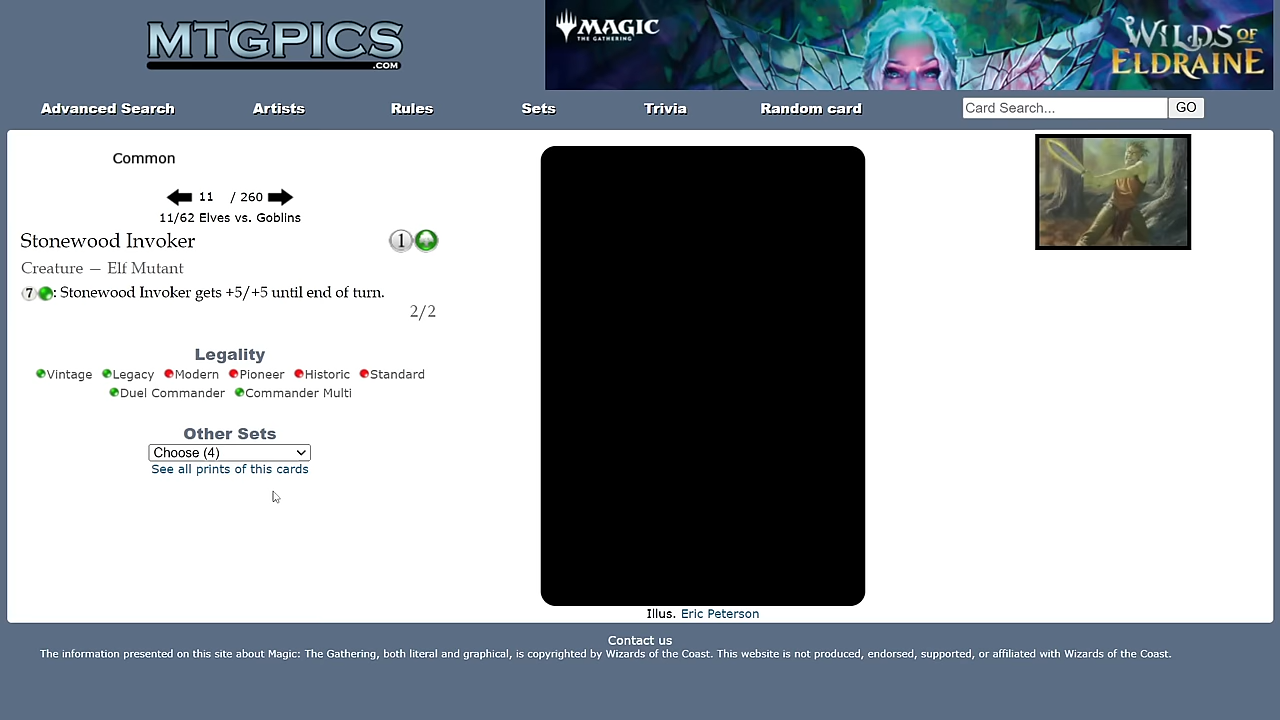 MTGPICS
.COM
MAGIC
THE GATHERING
WILDS OF
ELDRAINE
Advanced Search Artists Rules Sets Trivia Random card Card Search... GO
Common
11 / 260
11/62 Elves vs. Goblins
Stonewood Invoker 1
Creature — Elf Mutant
7: Stonewood Invoker gets +5/+5 until end of turn.
2/2
Legality
Vintage Legacy Modern Pioneer Historic Standard
Duel Commander Commander Multi
Other Sets
Choose (4)
See all prints of this cards
Illus. Eric Peterson
Contact us
The information presented on this site about Magic: The Gathering, both literal and graphical, is copyrighted by Wizards of the Coast. This website is not produced, endorsed, supported, or affiliated with Wizards of the Coast.